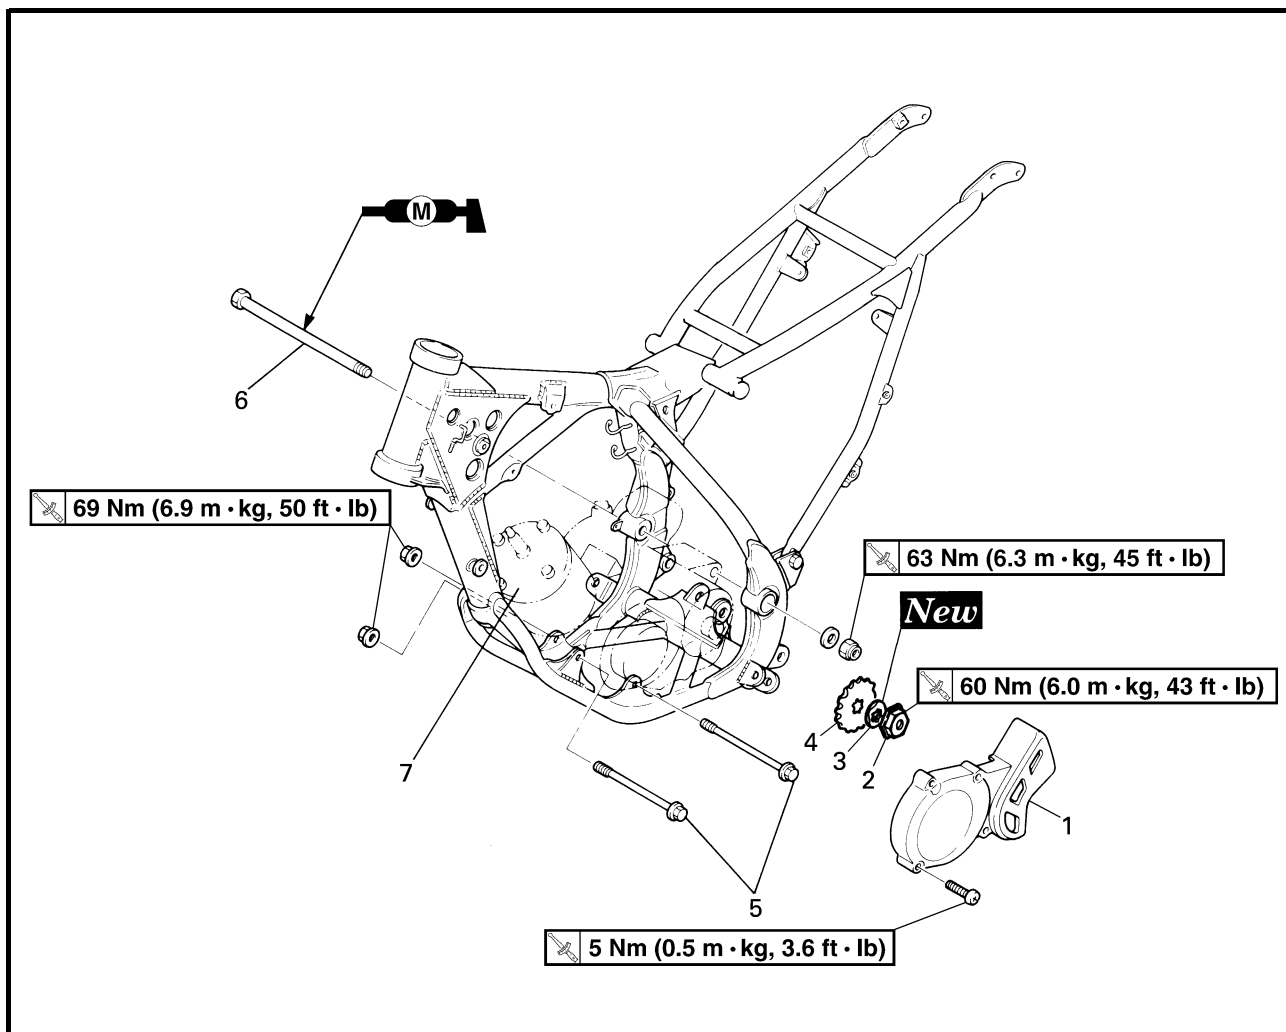 M
6
69 Nm (6.9 m · kg, 50 ft · lb)
63 Nm (6.3 m · kg, 45 ft · lb)
New
60 Nm (6.0 m · kg, 43 ft · lb)
4
3
2
7
1
5
5 Nm (0.5 m · kg, 3.6 ft · lb)